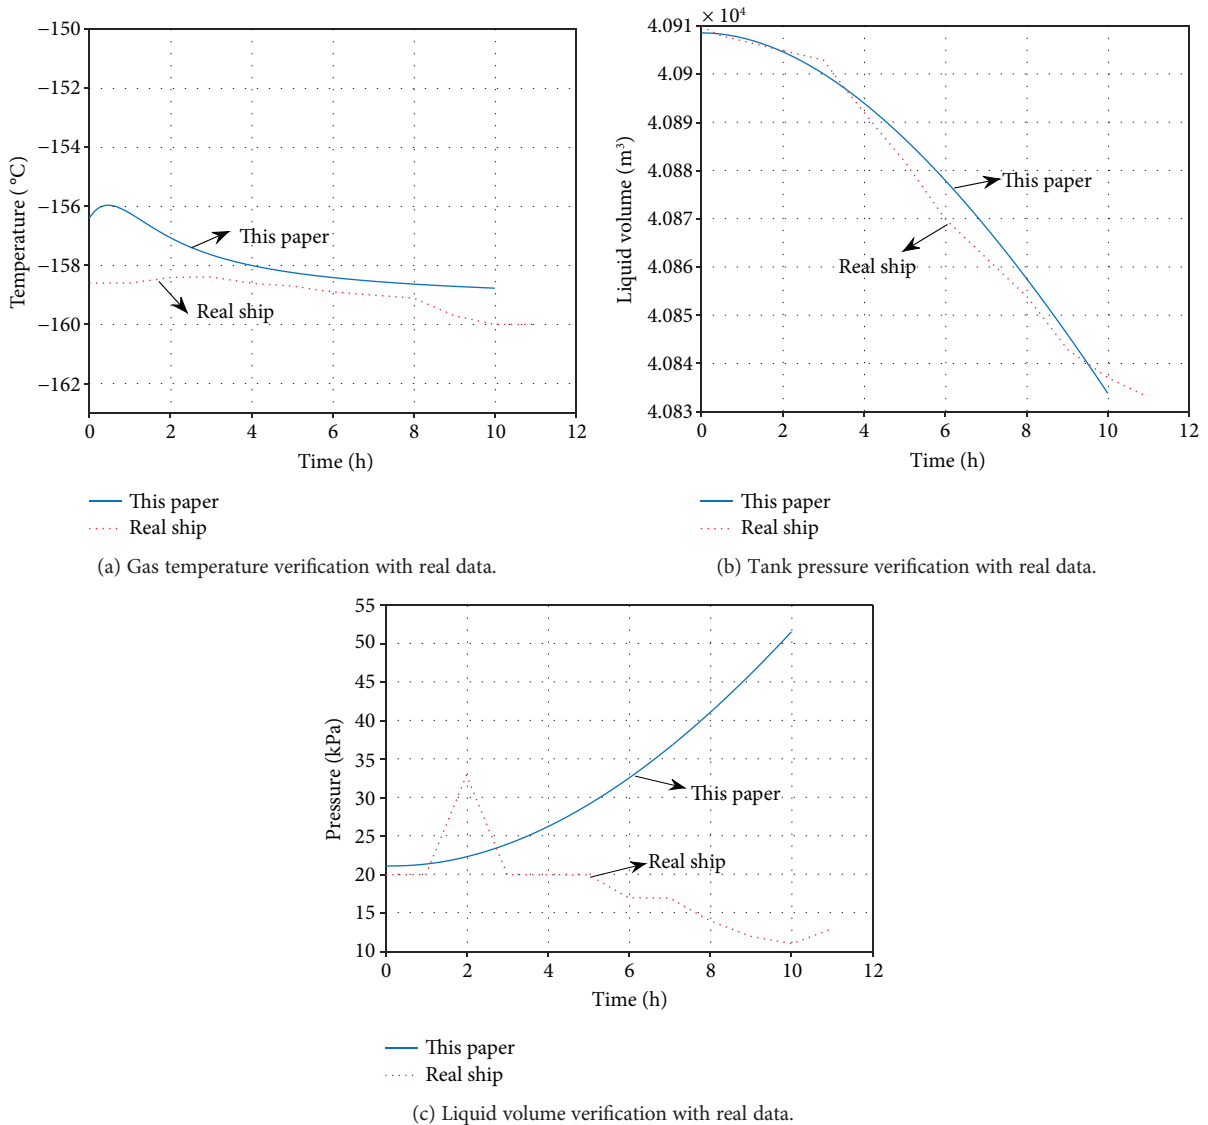 −150
−152
−154
−156
−158
−160
−162
Temperature ( °C)
This paper
Real ship
0 2 4 6 8 10 12
Time (h)
This paper
Real ship
(a) Gas temperature verification with real data.
× 10⁴
4.091
4.09
4.089
4.088
4.087
4.086
4.085
4.084
4.083
Liquid volume (m³)
This paper
Real ship
0 2 4 6 8 10 12
Time (h)
This paper
Real ship
(b) Tank pressure verification with real data.
55
50
45
40
35
30
25
20
15
10
Pressure (kPa)
This paper
Real ship
0 2 4 6 8 10 12
Time (h)
This paper
Real ship
(c) Liquid volume verification with real data.